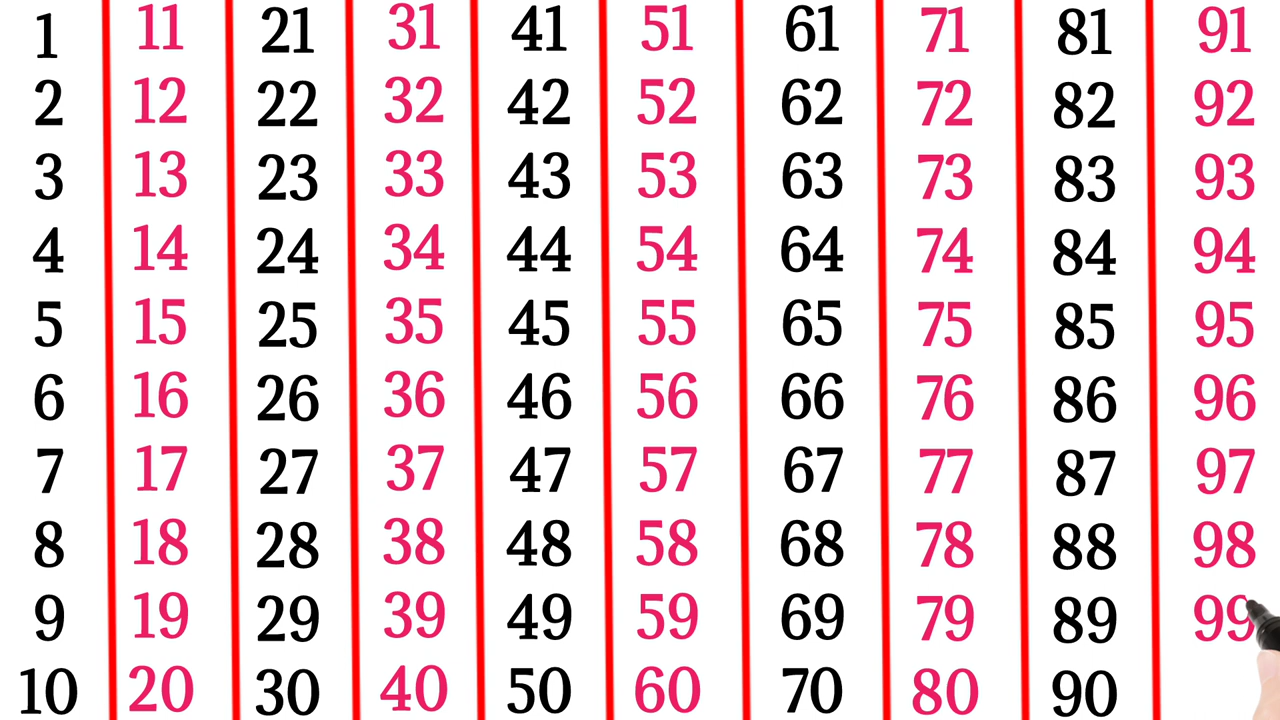 1 11 21 31 41 51 61 71 81 91
2 12 22 32 42 52 62 72 82 92
3 13 23 33 43 53 63 73 83 93
4 14 24 34 44 54 64 74 84 94
5 15 25 35 45 55 65 75 85 95
6 16 26 36 46 56 66 76 86 96
7 17 27 37 47 57 67 77 87 97
8 18 28 38 48 58 68 78 88 98
9 19 29 39 49 59 69 79 89 99
10 20 30 40 50 60 70 80 90